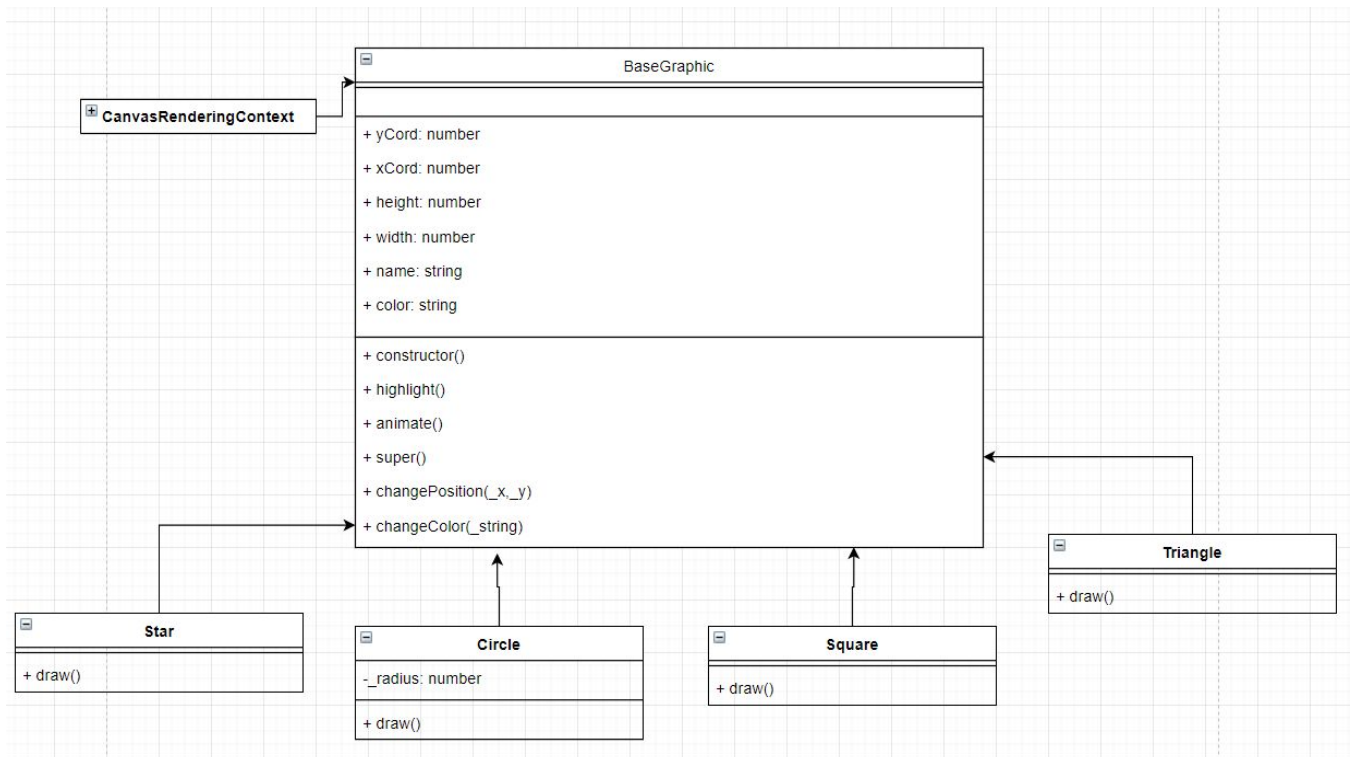 BaseGraphic
CanvasRenderingContext
+ yCord: number
+ xCord: number
+ height: number
+ width: number
+ name: string
+ color: string
+ constructor()
+ highlight()
+ animate()
+ super()
+ changePosition(_x,_y)
+ changeColor(_string)
Triangle
+ draw()
Star
+ draw()
Circle
-_radius: number
+ draw()
Square
+ draw()